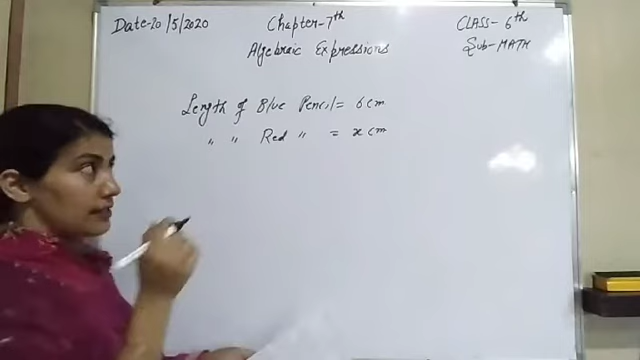 Date-20/5/2020
Chapter-7th
CLASS- 6th
Algebraic Expressions
Sub-MATH
Length of Blue Pencil = 6 cm
" " Red " = x cm